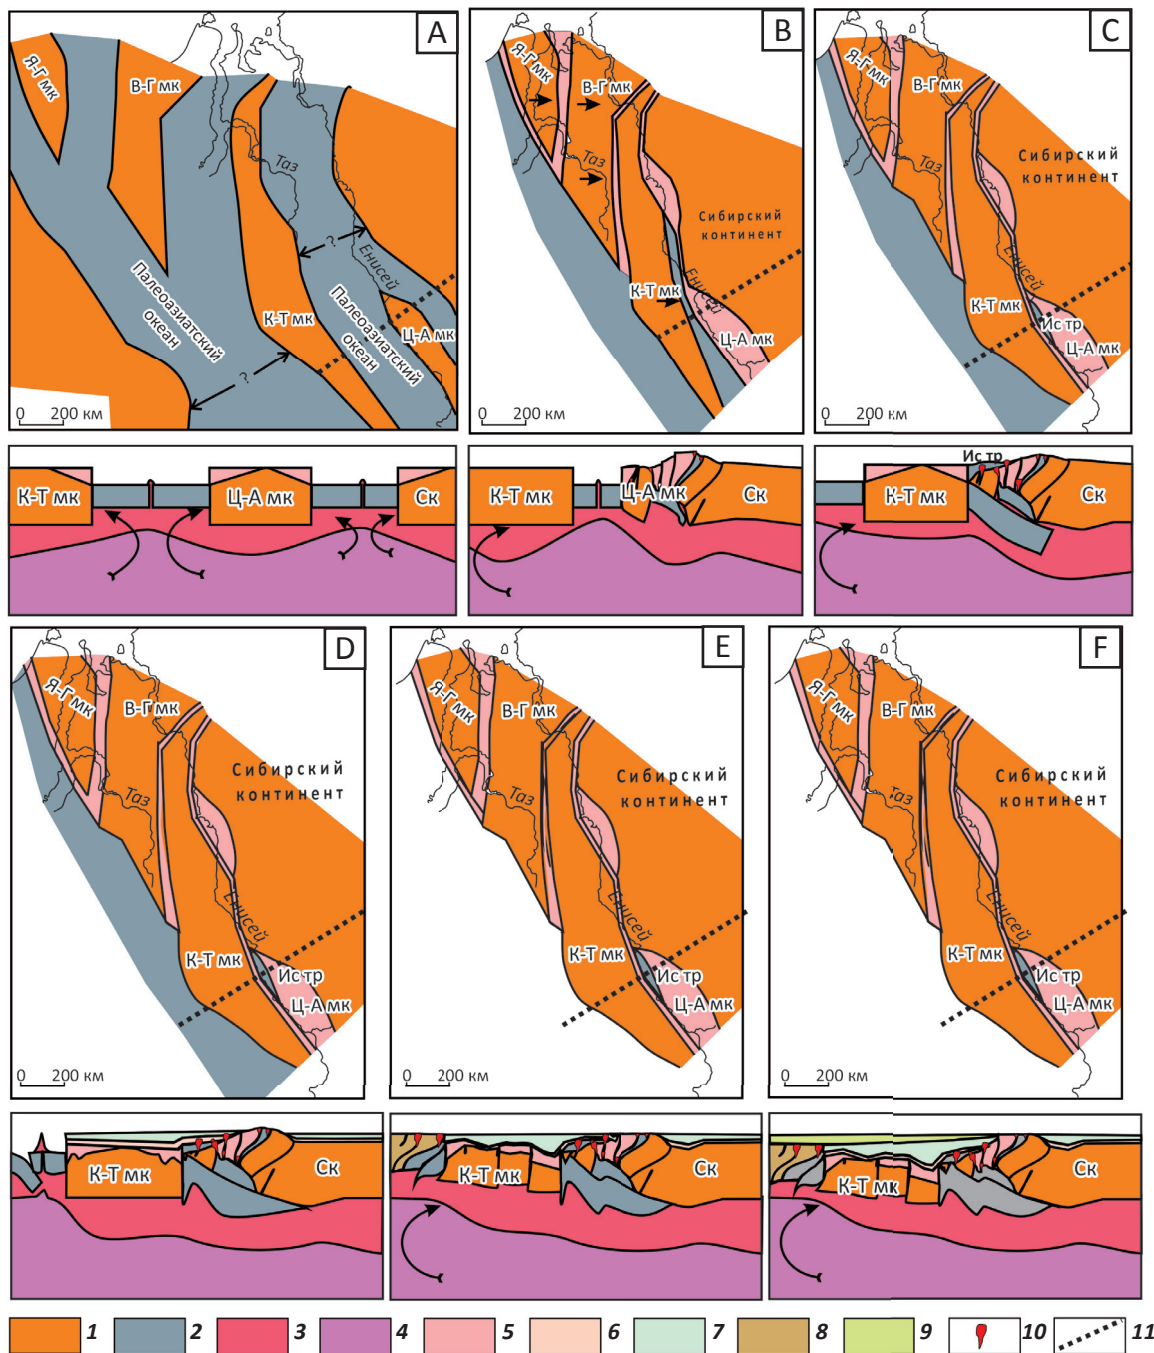 A
Я-Г мк
В-Г мк
Таз
?
Енисей
Палеоазиатский
океан
К-Т мк
Палеоазиатский
океан
Ц-А мк
?
0 200 км
К-Т мк
Ц-А мк
Ск
B
Я-Г мк
В-Г мк
Таз
Сибирский
континент
Енисей
К-Т мк
Ц-А мк
0 200 км
К-Т мк
Ц-А мк
Ск
C
Я-Г мк
В-Г мк
Таз
Сибирский
континент
Енисей
К-Т мк
Ис тр
Ц-А мк
0 200 км
Ис тр
К-Т мк
Ск
D
Я-Г мк
В-Г мк
Сибирский
континент
Таз
Енисей
К-Т мк
Ис тр
Ц-А мк
0 200 км
К-Т мк
Ск
E
Я-Г мк
В-Г мк
Сибирский
континент
Таз
Енисей
К-Т мк
Ис тр
Ц-А мк
0 200 км
К-Т мк
Ск
F
Я-Г мк
В-Г мк
Сибирский
континент
Таз
Енисей
К-Т мк
Ис тр
Ц-А мк
0 200 км
К-Т мк
Ск
1 2 3 4 5 6 7 8 9 10 11